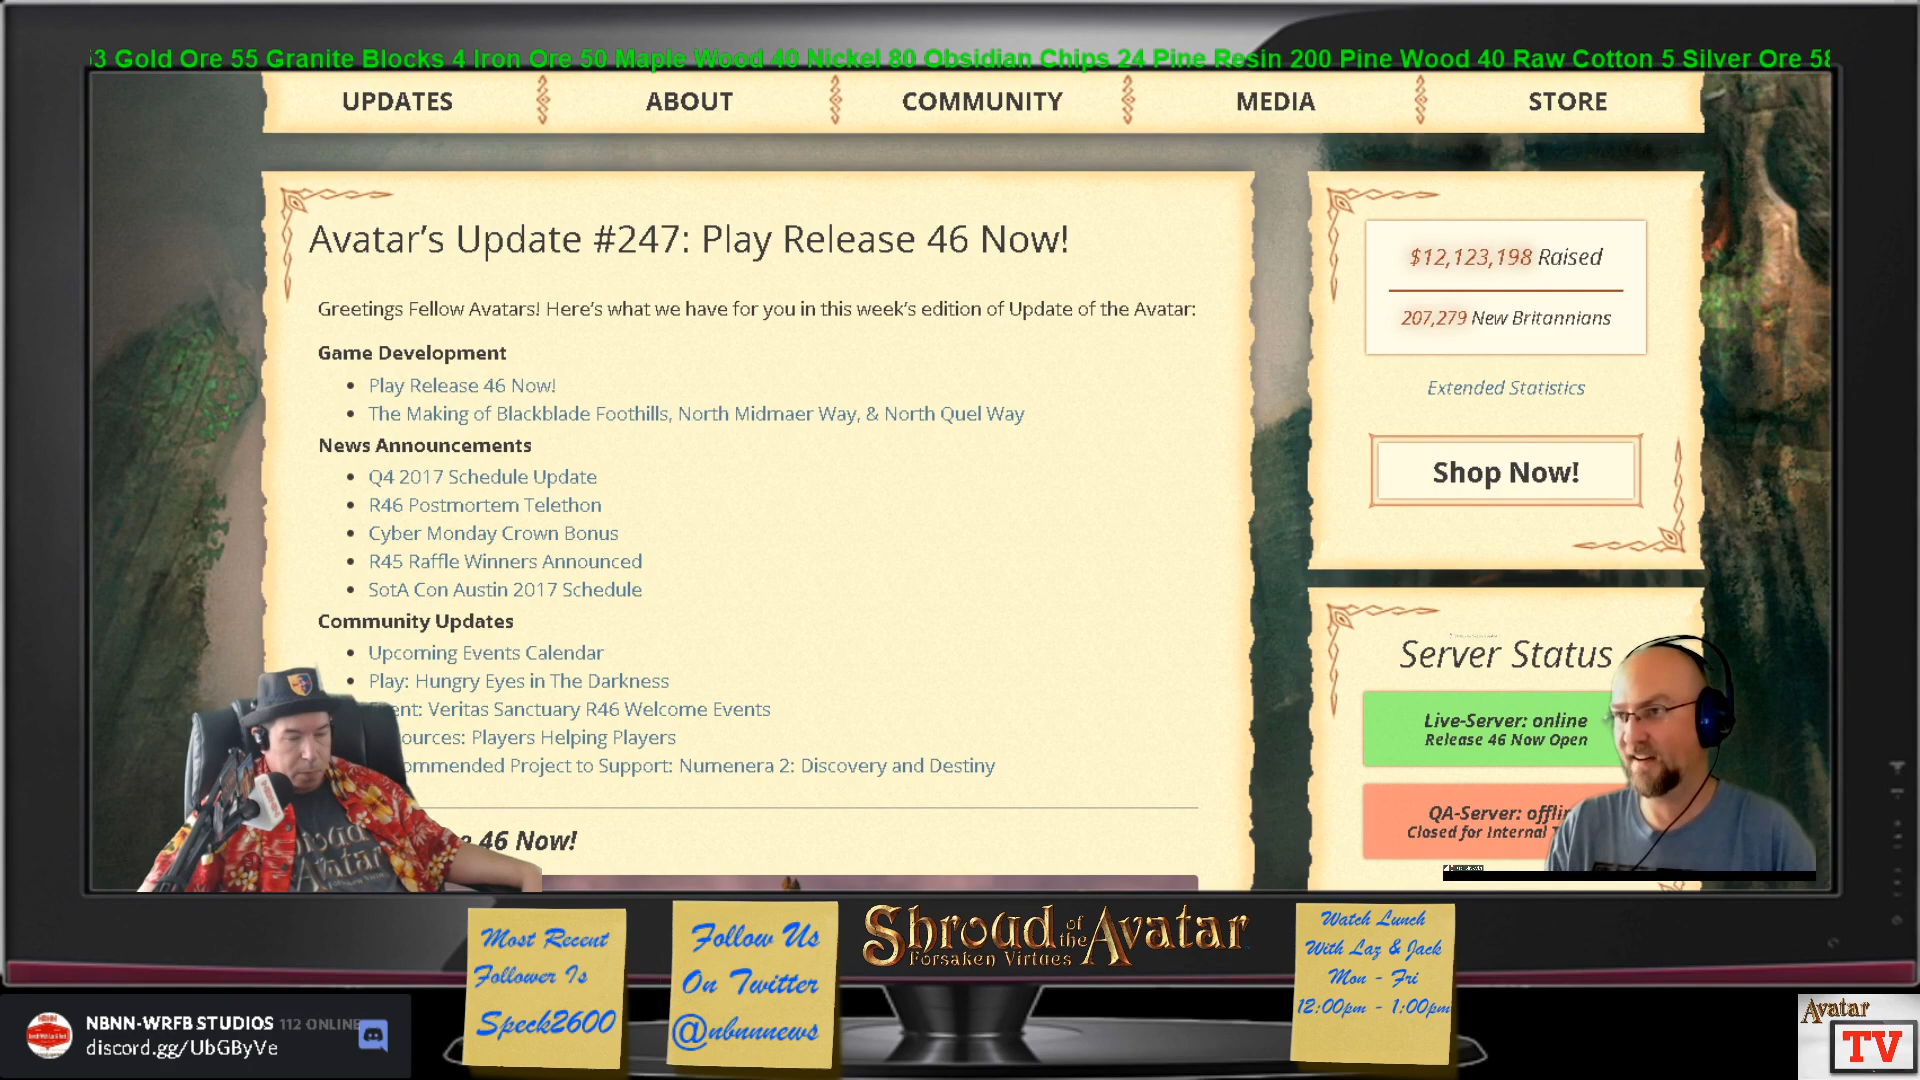 53 Gold Ore 55 Granite Blocks 4 Iron Ore 50 Maple Wood 40 Nickel 80 Obsidian Chips 24 Pine Resin 200 Pine Wood 40 Raw Cotton 5 Silver Ore 58
UPDATES ABOUT COMMUNITY MEDIA STORE
Avatar’s Update #247: Play Release 46 Now!
Greetings Fellow Avatars! Here’s what we have for you in this week’s edition of Update of the Avatar:
Game Development
Play Release 46 Now!
The Making of Blackblade Foothills, North Midmaer Way, & North Quel Way
News Announcements
Q4 2017 Schedule Update
R46 Postmortem Telethon
Cyber Monday Crown Bonus
R45 Raffle Winners Announced
SotA Con Austin 2017 Schedule
Community Updates
Upcoming Events Calendar
Play: Hungry Eyes in The Darkness
ent: Veritas Sanctuary R46 Welcome Events
ources: Players Helping Players
ommended Project to Support: Numenera 2: Discovery and Destiny
46 Now!
$12,123,198 Raised
207,279 New Britannians
Extended Statistics
Shop Now!
Server Status
Live-Server: online
Release 46 Now Open
QA-Server: offlin
Closed for Internal T
Shroud of the Avatar
Most Recent
Follower Is
Speck2600
Follow Us
On Twitter
@nbnnnews
Shroud of the Avatar
Forsaken Virtues
Watch Lunch
With Laz & Jack
Mon - Fri
12:00pm - 1:00pm
NBNN-WRFB STUDIOS 112 ONLINE
discord.gg/UbGByVe
Avatar
TV